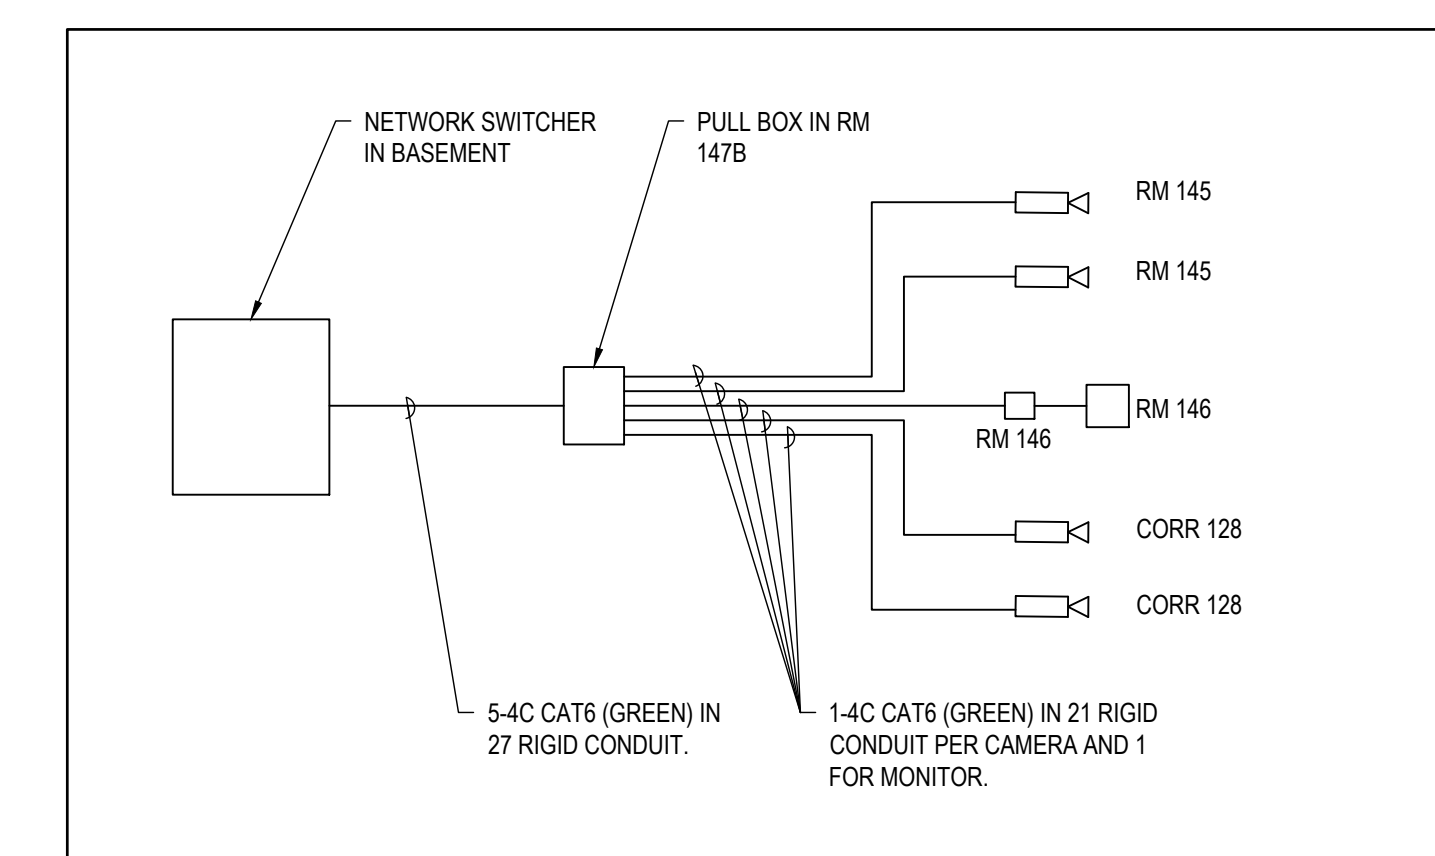 NETWORK SWITCHER
IN BASEMENT
PULL BOX IN RM
147B
RM 145
RM 145
RM 146
RM 146
CORR 128
CORR 128
5-4C CAT6 (GREEN) IN
27 RIGID CONDUIT.
1-4C CAT6 (GREEN) IN 21 RIGID
CONDUIT PER CAMERA AND 1
FOR MONITOR.